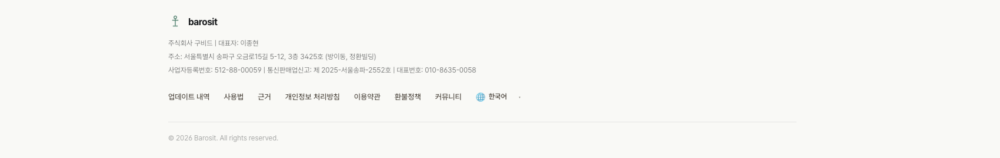 barosit
주식회사 구비드 | 대표자: 이종현
주소: 서울특별시 송파구 오금로15길 5-12, 3층 3425호 (방이동, 정환빌딩)
사업자등록번호: 512-88-00059 | 통신판매업신고: 제 2025-서울송파-2552호 | 대표번호: 010-8635-0058
업데이트 내역 사용법 근거 개인정보 처리방침 이용약관 환불정책 커뮤니티 한국어
© 2026 Barosit. All rights reserved.